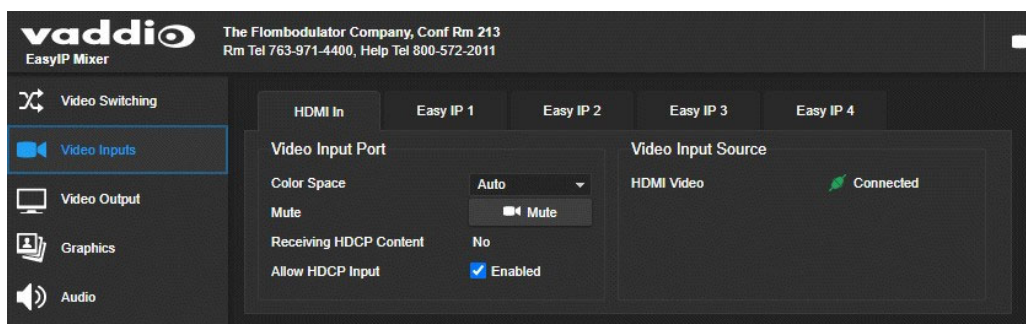 vaddio
EasyIP Mixer
The Flombodulator Company, Conf Rm 213
Rm Tel 763-971-4400, Help Tel 800-572-2011
Video Switching
Video Inputs
Video Output
Graphics
Audio
HDMI In Easy IP 1 Easy IP 2 Easy IP 3 Easy IP 4
Video Input Port
Color Space Auto
Mute Mute
Receiving HDCP Content No
Allow HDCP Input Enabled
Video Input Source
HDMI Video Connected